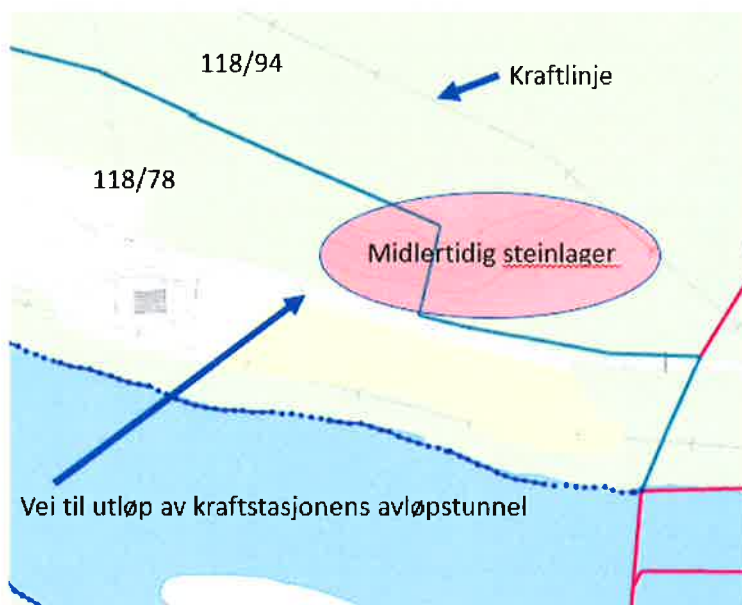 118/94
Kraftlinje
118/78
Midlertidig steinlager
Vei til utløp av kraftstasjonens avløpstunnel